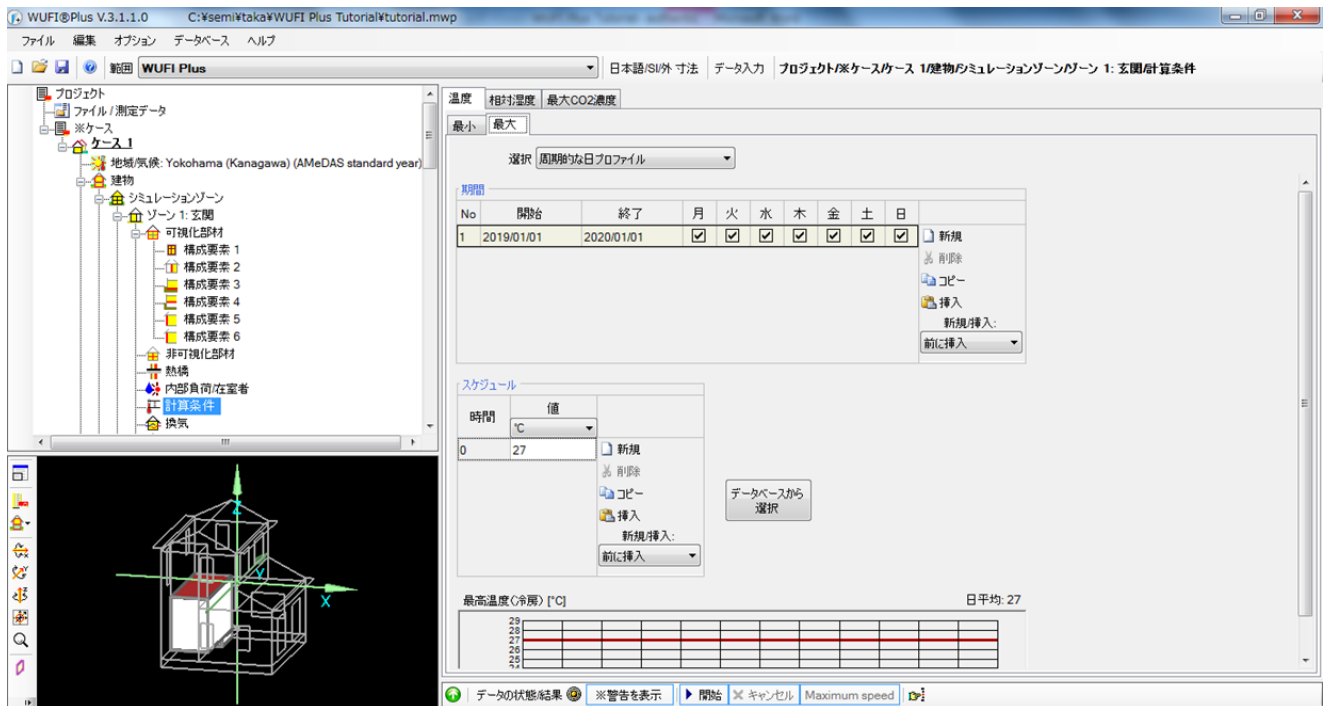 WUFI®Plus V.3.1.1.0 C:¥semi¥taka¥WUFI Plus Tutorial¥tutorial.mwp
ファイル 編集 オプション データベース ヘルプ
範囲 WUFI Plus 日本語/SI/外 寸法 データ入力 プロジェクト/※ケース/ケース 1/建物/シミュレーションゾーン/ゾーン 1: 玄関/計算条件
プロジェクト
ファイル / 測定データ
※ケース
ケース 1
地域/気候: Yokohama (Kanagawa) (AMeDAS standard year)
建物
シミュレーションゾーン
ゾーン 1: 玄関
可視化部材
構成要素 1
構成要素 2
構成要素 3
構成要素 4
構成要素 5
構成要素 6
非可視化部材
熱橋
内部負荷/在室者
計算条件
換気
Z
Y
X
温度 相対湿度 最大CO2濃度
最小 最大
選択 周期的な日プロファイル
期間
No 開始 終了 月 火 水 木 金 土 日
1 2019/01/01 2020/01/01
新規
削除
コピー
挿入
新規/挿入:
前に挿入
スケジュール
時間 値
℃
0 27
新規
削除
コピー
挿入
新規/挿入:
前に挿入
データベースから
選択
最高温度(冷房) [°C] 日平均: 27
29
28
27
26
25
24
データの状態/結果 ※警告を表示 開始 キャンセル Maximum speed